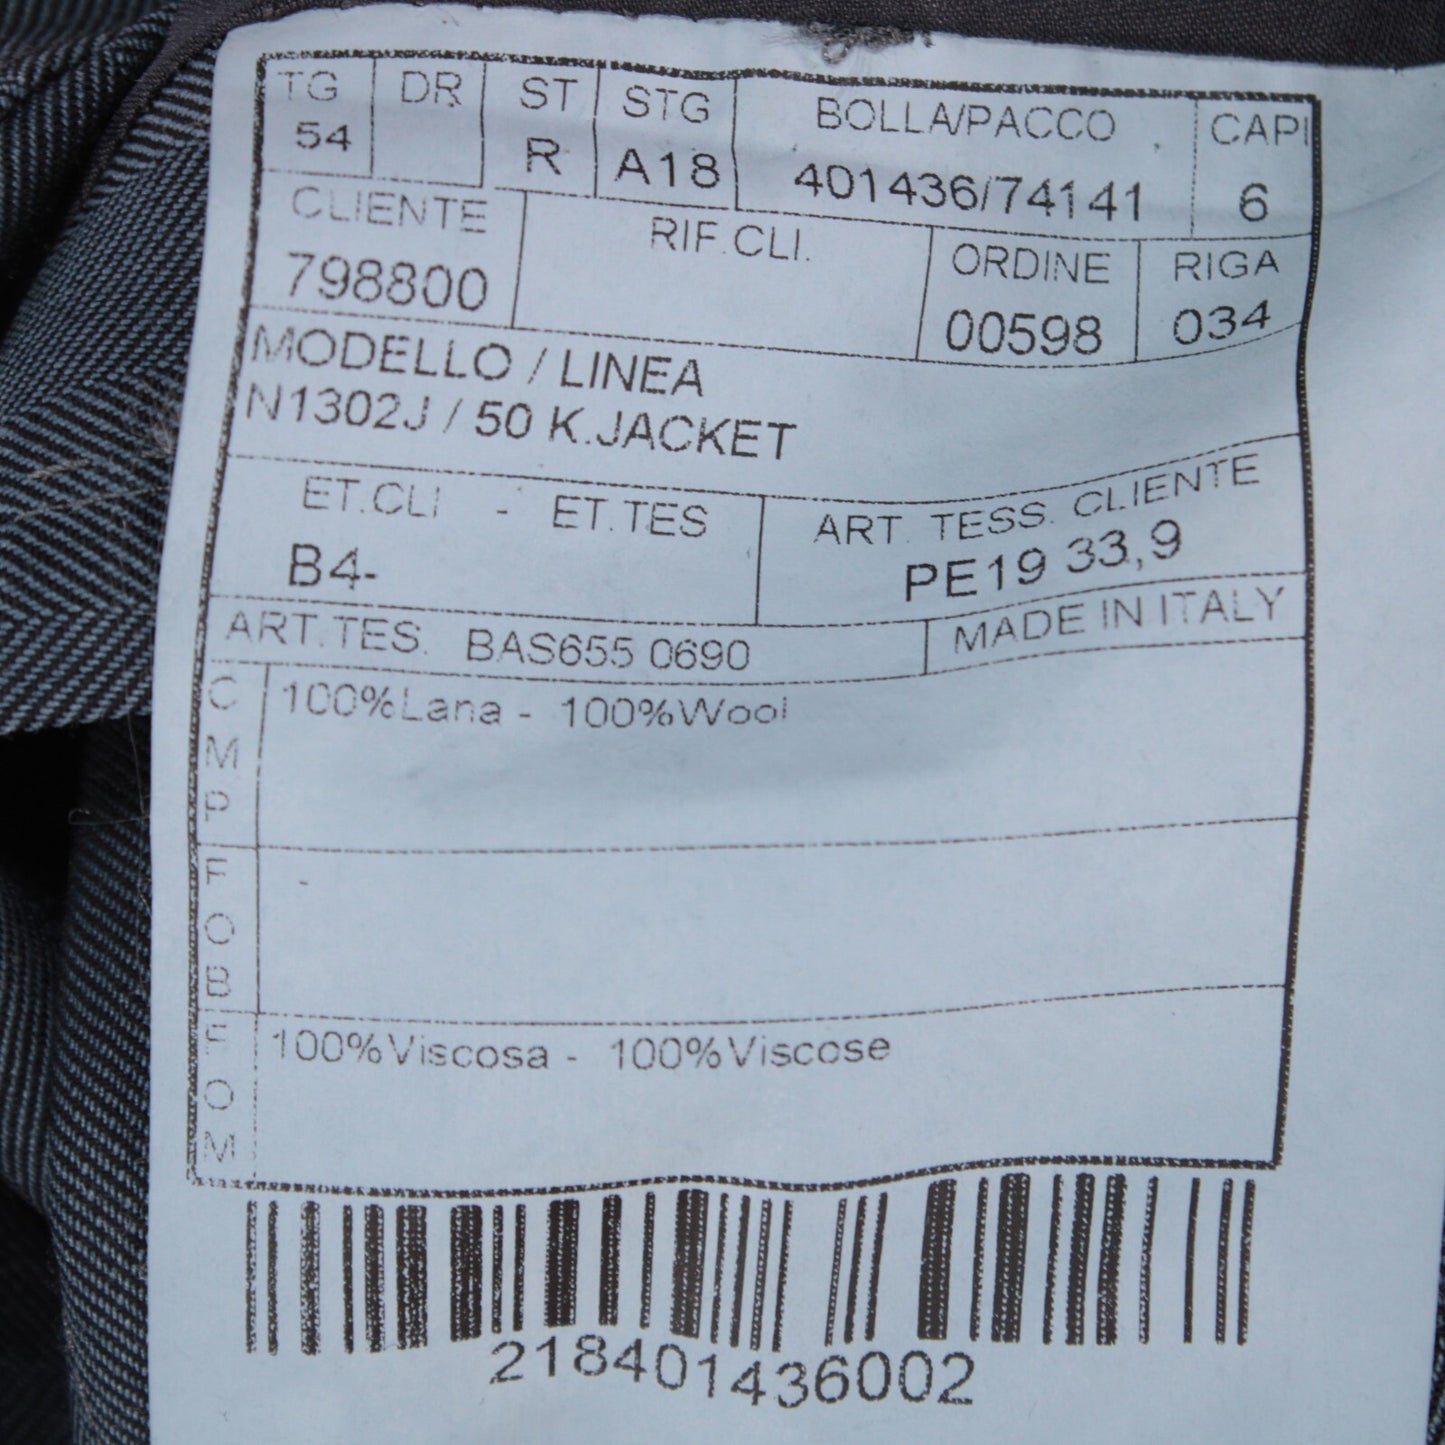 TG DR ST STG BOLLA/PACCO CAPI
54 R A18 401436/74141 6
CLIENTE RIF.CLI. ORDINE RIGA
798800 00598 034
MODELLO / LINEA
N1302J / 50 K.JACKET
ET.CLI - ET.TES ART. TESS. CLIENTE
B4- PE19 33,9
ART.TES. BAS655 0690 MADE IN ITALY
C
M
P
100%Lana - 100%Wool
F
O
B
-
F
O
M
100%Viscosa - 100%Viscose
218401436002